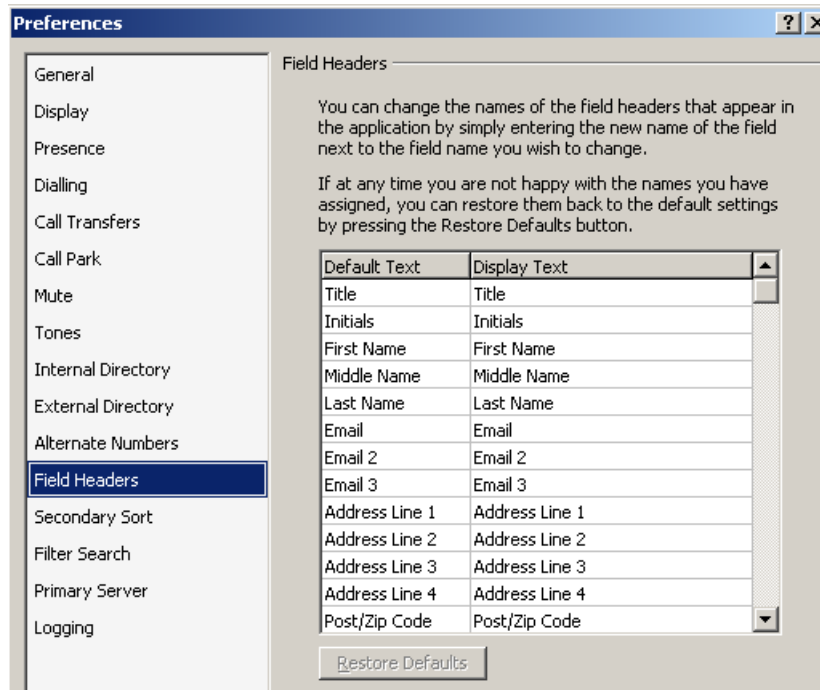 Preferences
General
Display
Presence
Dialling
Call Transfers
Call Park
Mute
Tones
Internal Directory
External Directory
Alternate Numbers
Field Headers
Secondary Sort
Filter Search
Primary Server
Logging
Field Headers
You can change the names of the field headers that appear in
the application by simply entering the new name of the field
next to the field name you wish to change.
If at any time you are not happy with the names you have
assigned, you can restore them back to the default settings
by pressing the Restore Defaults button.
Default Text Display Text
Title Title
Initials Initials
First Name First Name
Middle Name Middle Name
Last Name Last Name
Email Email
Email 2 Email 2
Email 3 Email 3
Address Line 1 Address Line 1
Address Line 2 Address Line 2
Address Line 3 Address Line 3
Address Line 4 Address Line 4
Post/Zip Code Post/Zip Code
Restore Defaults